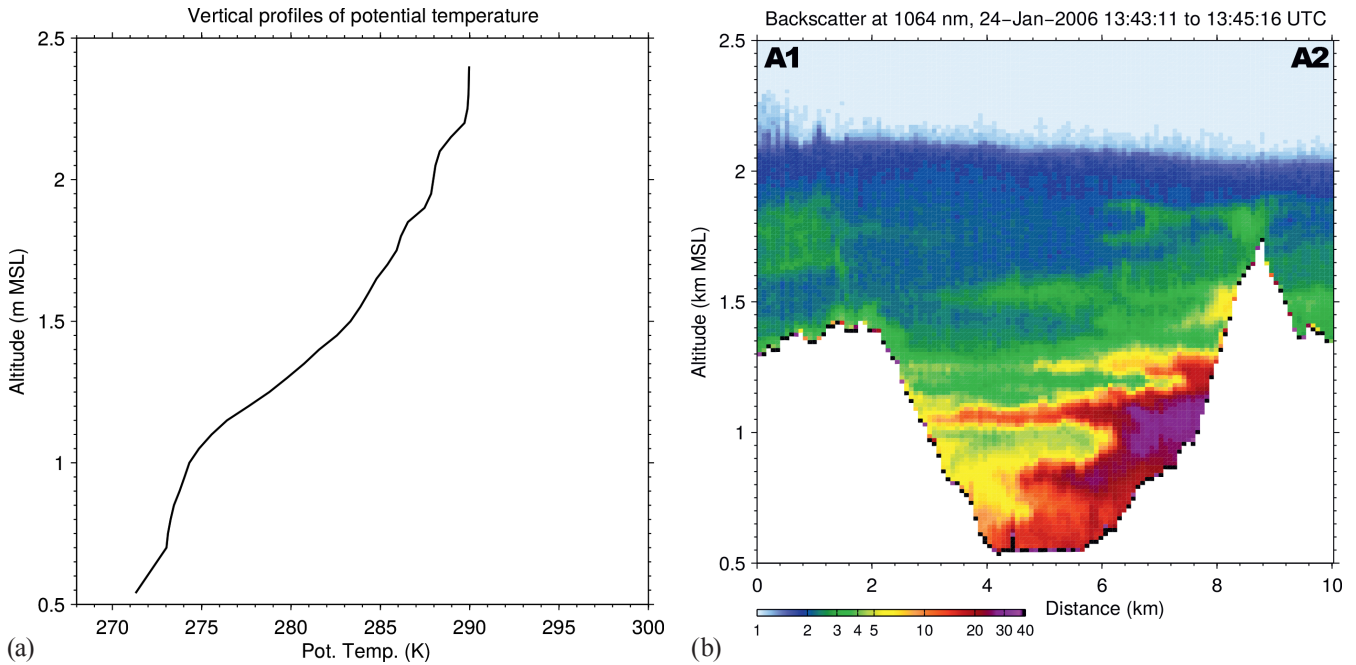 Vertical profiles of potential temperature
2.5
2
1.5
1
0.5
Altitude (m MSL)
270 275 280 285 290 295 300
Pot. Temp. (K)
(a)
Backscatter at 1064 nm, 24−Jan−2006 13:43:11 to 13:45:16 UTC
A1 A2
2.5
2.0
1.5
1
0.5
Altitude (km MSL)
0 2 4 6 8 10
Distance (km)
1 2 3 4 5 10 20 30 40
(b)